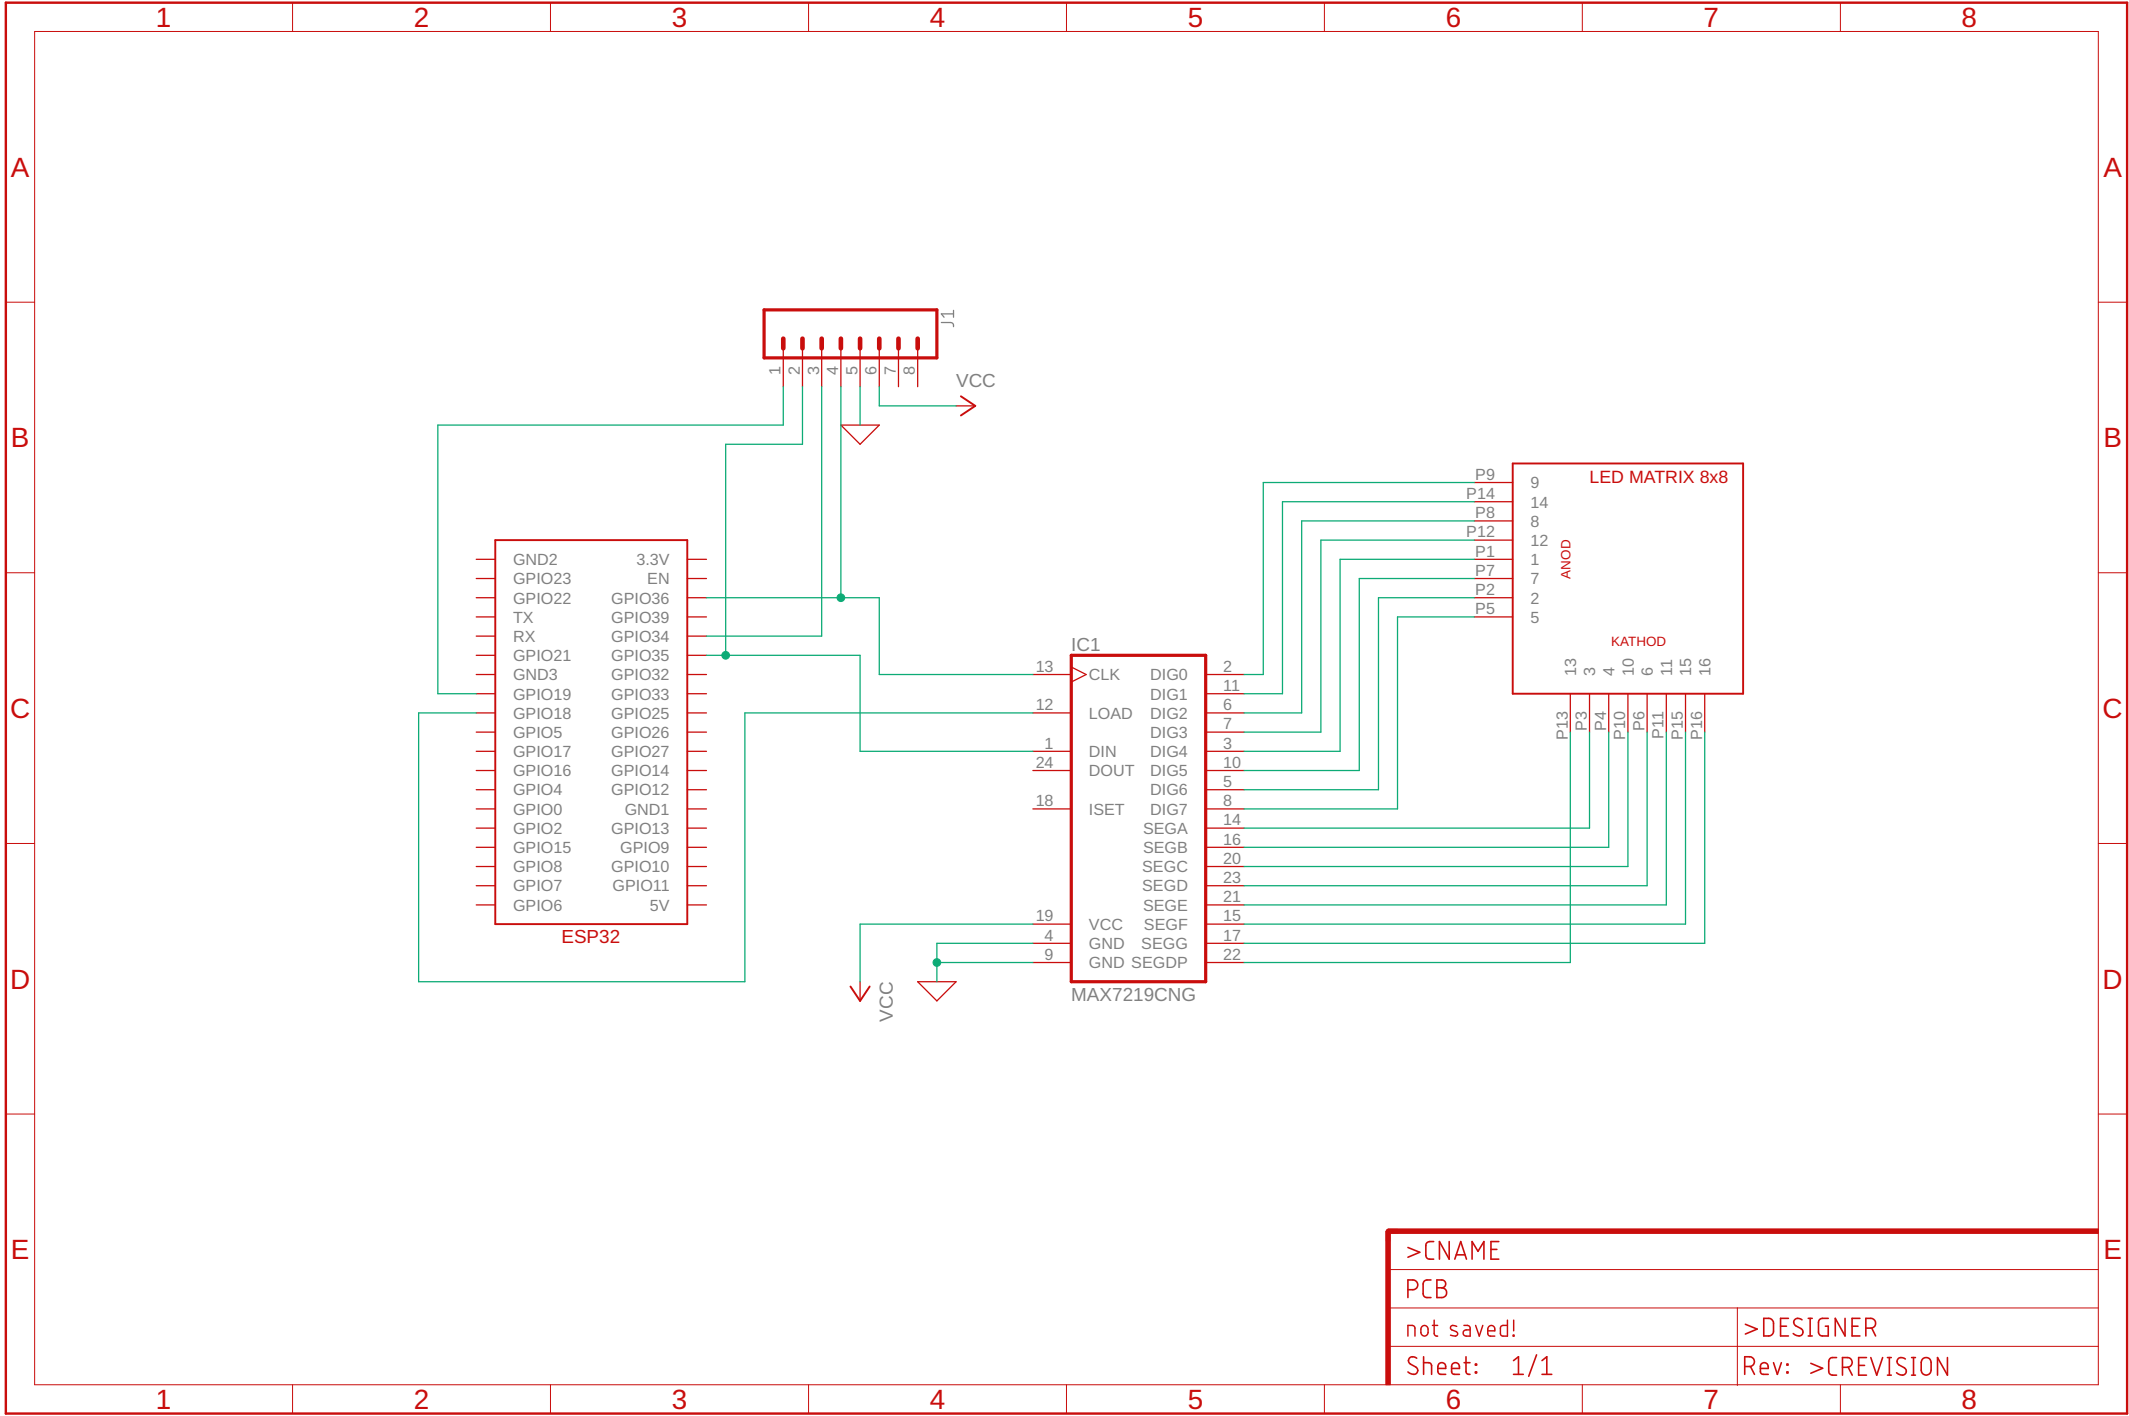 1 2 3 4 5 6 7 8
A A
J1
1 2 3 4 5 6 7 8
VCC
B B
P9 9 LED MATRIX 8x8
P14 14
P8 8
P12 12
P1 1
P7 7
P2 2
P5 5
ANOD
KATHOD
13 3 4 10 6 11 15 16
P13 P3 P4 P10 P6 P11 P15 P16
GND2 3.3V
GPIO23 EN
GPIO22 GPIO36
TX GPIO39
RX GPIO34
GPIO21 GPIO35
GND3 GPIO32
GPIO19 GPIO33
GPIO18 GPIO25
GPIO5 GPIO26
GPIO17 GPIO27
GPIO16 GPIO14
GPIO4 GPIO12
GPIO0 GND1
GPIO2 GPIO13
GPIO15 GPIO9
GPIO8 GPIO10
GPIO7 GPIO11
GPIO6 5V
ESP32
C C
IC1
13 CLK DIG0 2
DIG1 11
12 LOAD DIG2 6
DIG3 7
1 DIN DIG4 3
24 DOUT DIG5 10
DIG6 5
18 ISET DIG7 8
SEGA 14
SEGB 16
SEGC 20
SEGD 23
SEGE 21
19 VCC SEGF 15
4 GND SEGG 17
9 GND SEGDP 22
MAX7219CNG
VCC
D D
E E
>CNAME
PCB
not saved! >DESIGNER
Sheet: 1/1 Rev: >CREVISION
1 2 3 4 5 6 7 8